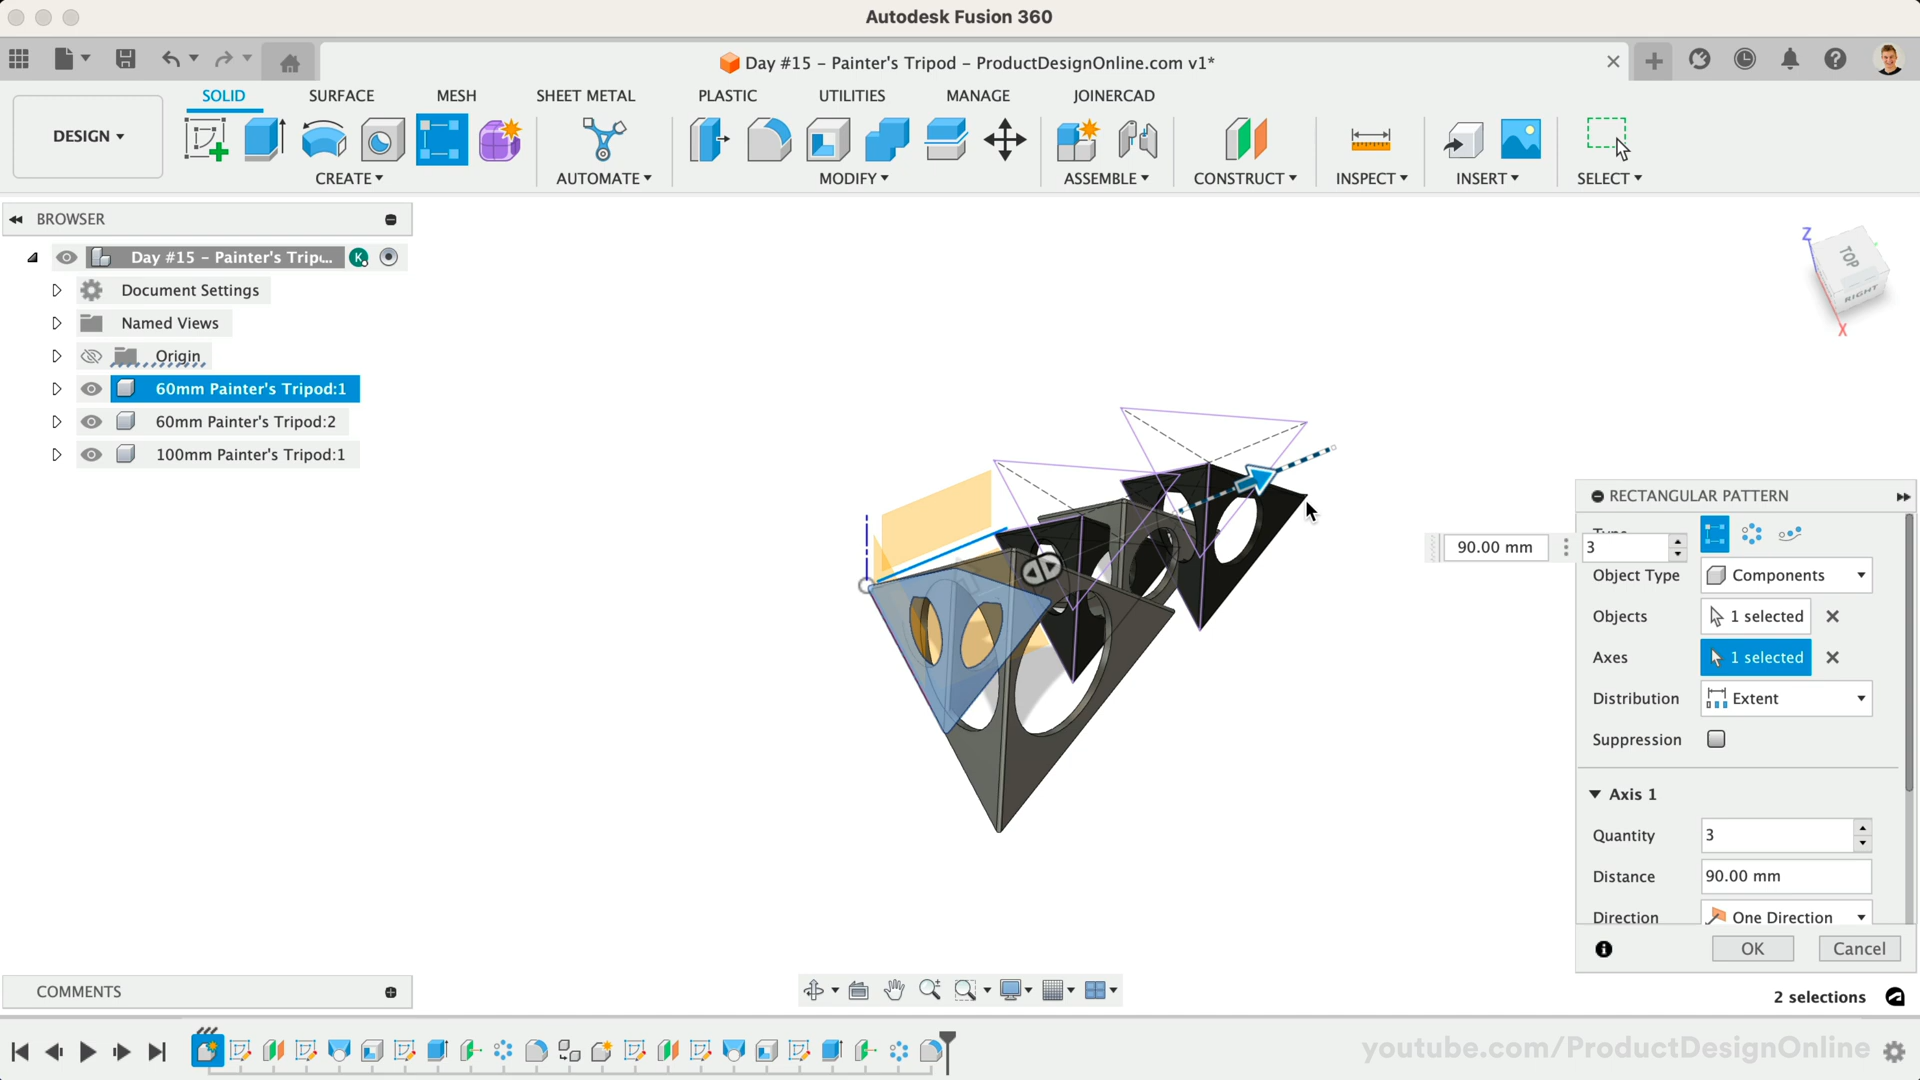 Autodesk Fusion 360
Day #15 - Painter's Tripod - ProductDesignOnline.com v1*
DESIGN
SOLID
SURFACE
MESH
SHEET METAL
PLASTIC
UTILITIES
MANAGE
JOINERCAD
CREATE
AUTOMATE
MODIFY
ASSEMBLE
CONSTRUCT
INSPECT
INSERT
SELECT
BROWSER
Day #15 - Painter's Trip...
K
Document Settings
Named Views
Origin
60mm Painter's Tripod:1
60mm Painter's Tripod:2
100mm Painter's Tripod:1
Z
TOP
RIGHT
X
RECTANGULAR PATTERN
90.00 mm
3
Object Type
Components
Objects
1 selected
Axes
1 selected
Distribution
Extent
Suppression
Axis 1
Quantity
3
Distance
90.00 mm
Direction
One Direction
OK
Cancel
COMMENTS
2 selections
youtube.com/ProductDesignOnline